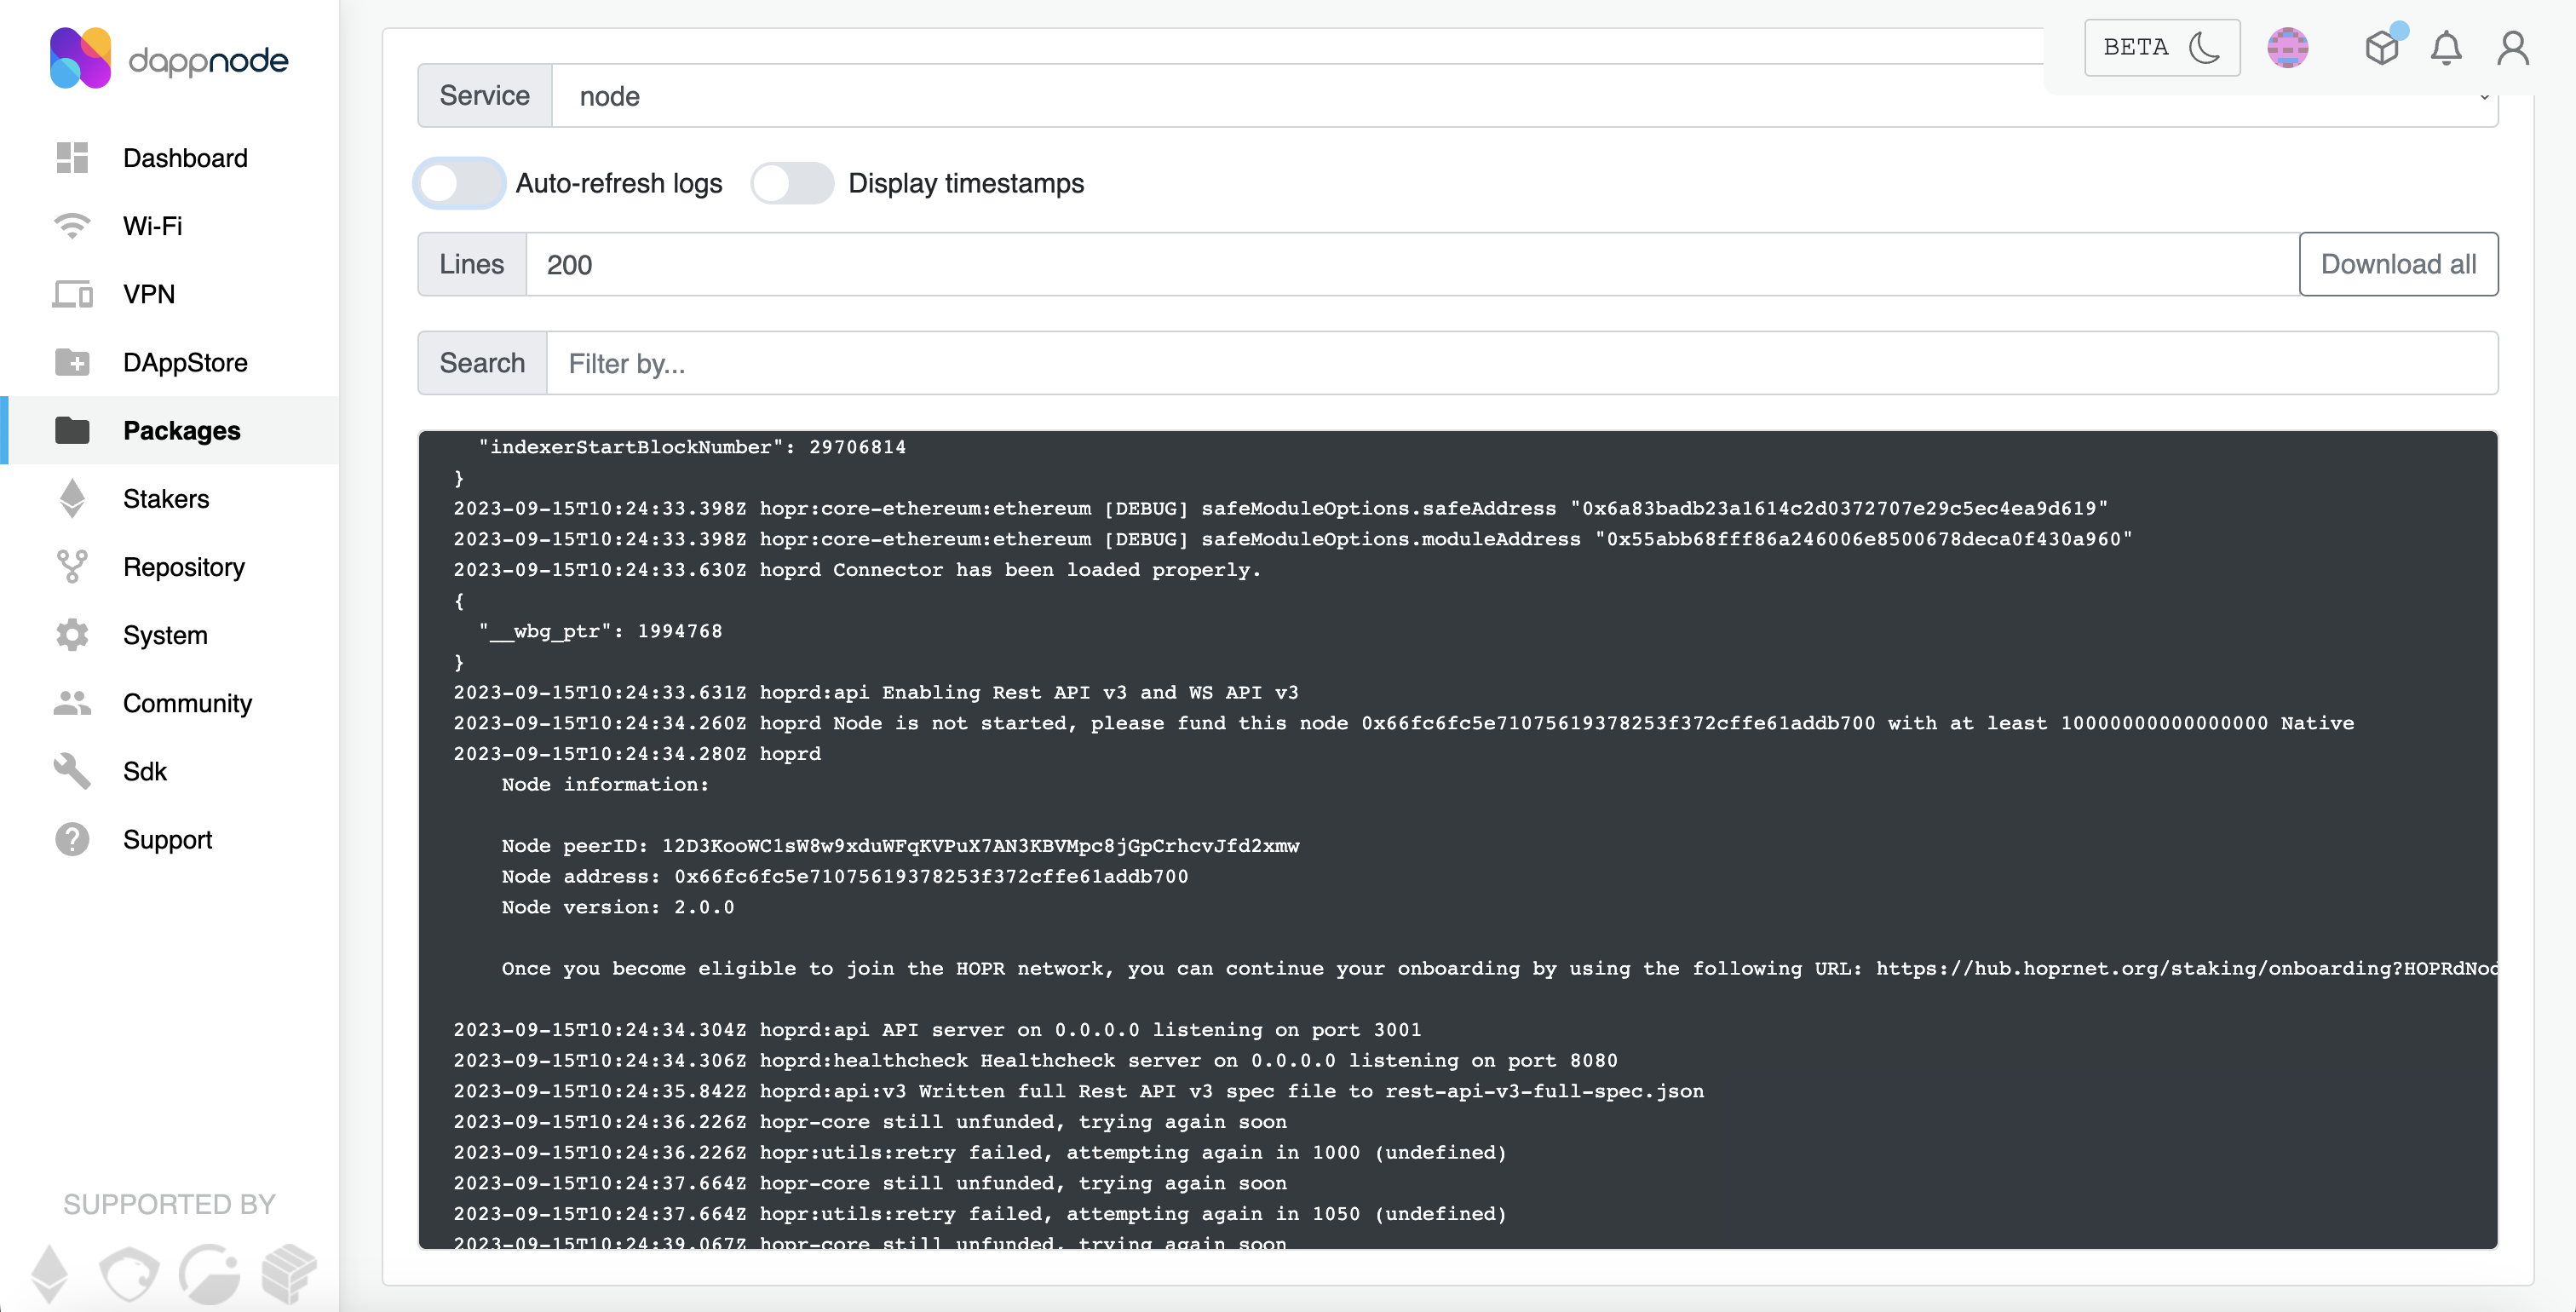 dappnode
BETA
Service node
Dashboard
Auto-refresh logs Display timestamps
Wi-Fi
Lines 200 Download all
VPN
DAppStore
Search Filter by...
Packages
Stakers
Repository
System
Community
Sdk
Support
SUPPORTED BY
"indexerStartBlockNumber": 29706814
}
2023-09-15T10:24:33.398Z hopr:core-ethereum:ethereum [DEBUG] safeModuleOptions.safeAddress "0x6a83badb23a1614c2d0372707e29c5ec4ea9d619"
2023-09-15T10:24:33.398Z hopr:core-ethereum:ethereum [DEBUG] safeModuleOptions.moduleAddress "0x55abb68fff86a246006e8500678deca0f430a960"
2023-09-15T10:24:33.630Z hoprd Connector has been loaded properly.
{
"__wbg_ptr": 1994768
}
2023-09-15T10:24:33.631Z hoprd:api Enabling Rest API v3 and WS API v3
2023-09-15T10:24:34.260Z hoprd Node is not started, please fund this node 0x66fc6fc5e71075619378253f372cffe61addb700 with at least 10000000000000000 Native
2023-09-15T10:24:34.280Z hoprd
Node information:
Node peerID: 12D3KooWC1sW8w9xduWFqKVPuX7AN3KBVMpc8jGpCrhcvJfd2xmw
Node address: 0x66fc6fc5e71075619378253f372cffe61addb700
Node version: 2.0.0
Once you become eligible to join the HOPR network, you can continue your onboarding by using the following URL: https://hub.hoprnet.org/staking/onboarding?HOPRdNod
2023-09-15T10:24:34.304Z hoprd:api API server on 0.0.0.0 listening on port 3001
2023-09-15T10:24:34.306Z hoprd:healthcheck Healthcheck server on 0.0.0.0 listening on port 8080
2023-09-15T10:24:35.842Z hoprd:api:v3 Written full Rest API v3 spec file to rest-api-v3-full-spec.json
2023-09-15T10:24:36.226Z hopr-core still unfunded, trying again soon
2023-09-15T10:24:36.226Z hopr:utils:retry failed, attempting again in 1000 (undefined)
2023-09-15T10:24:37.664Z hopr-core still unfunded, trying again soon
2023-09-15T10:24:37.664Z hopr:utils:retry failed, attempting again in 1050 (undefined)
2023-09-15T10:24:39.067Z hopr-core still unfunded, trying again soon